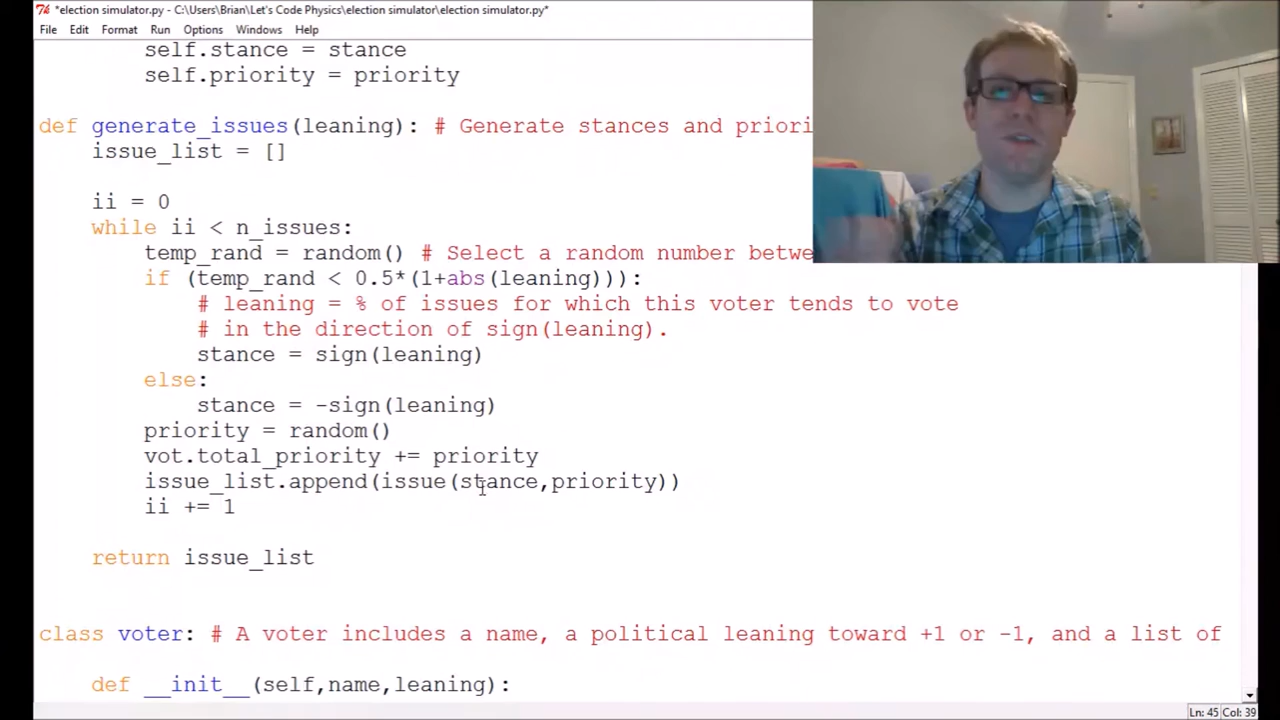 *election simulator.py - C:\Users\Brian\Let's Code Physics\election simulator\election simulator.py*
File Edit Format Run Options Windows Help
self.stance = stance
self.priority = priority
def generate_issues(leaning): # Generate stances and priori
issue_list = []
ii = 0
while ii < n_issues:
temp_rand = random() # Select a random number betwe
if (temp_rand < 0.5*(1+abs(leaning))):
# leaning = % of issues for which this voter tends to vote
# in the direction of sign(leaning).
stance = sign(leaning)
else:
stance = -sign(leaning)
priority = random()
vot.total_priority += priority
issue_list.append(issue(stance,priority))
ii += 1
return issue_list
class voter: # A voter includes a name, a political leaning toward +1 or -1, and a list of
def __init__(self,name,leaning):
Ln: 45 Col: 39